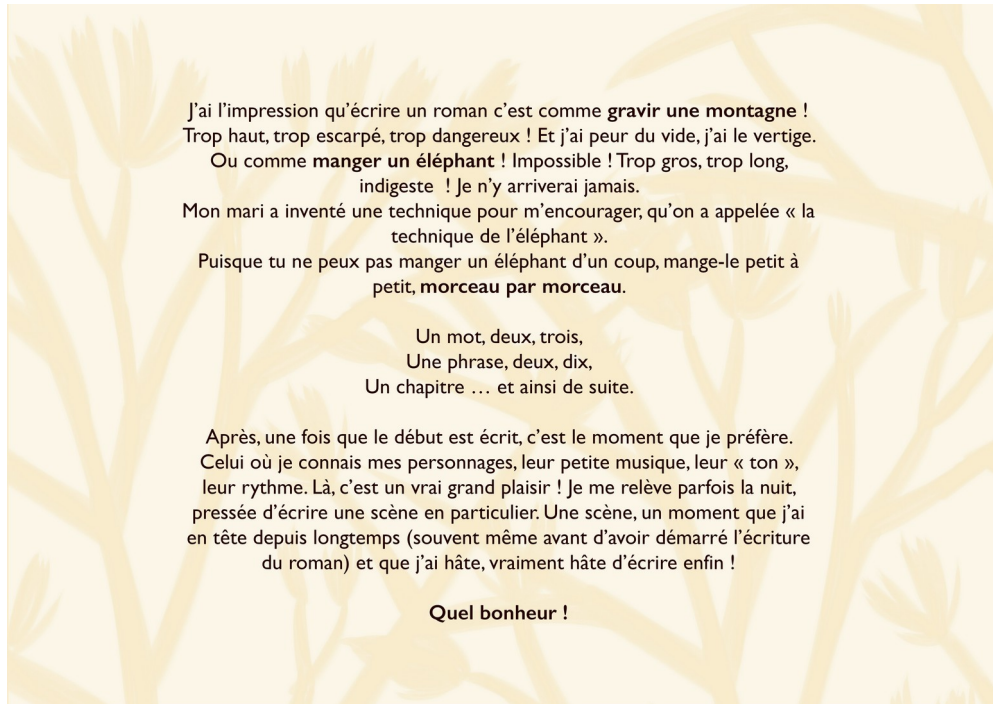 J’ai l’impression qu’écrire un roman c’est comme gravir une montagne !
Trop haut, trop escarpé, trop dangereux ! Et j’ai peur du vide, j’ai le vertige.
Ou comme manger un éléphant ! Impossible ! Trop gros, trop long,
indigeste  ! Je n’y arriverai jamais.
Mon mari a inventé une technique pour m’encourager, qu’on a appelée « la
technique de l’éléphant ».
Puisque tu ne peux pas manger un éléphant d’un coup, mange-le petit à
petit, morceau par morceau.
Un mot, deux, trois,
Une phrase, deux, dix,
Un chapitre … et ainsi de suite.
Après, une fois que le début est écrit, c’est le moment que je préfère.
Celui où je connais mes personnages, leur petite musique, leur « ton »,
leur rythme. Là, c’est un vrai grand plaisir ! Je me relève parfois la nuit,
pressée d’écrire une scène en particulier. Une scène, un moment que j’ai
en tête depuis longtemps (souvent même avant d’avoir démarré l’écriture
du roman) et que j’ai hâte, vraiment hâte d’écrire enfin !
Quel bonheur !